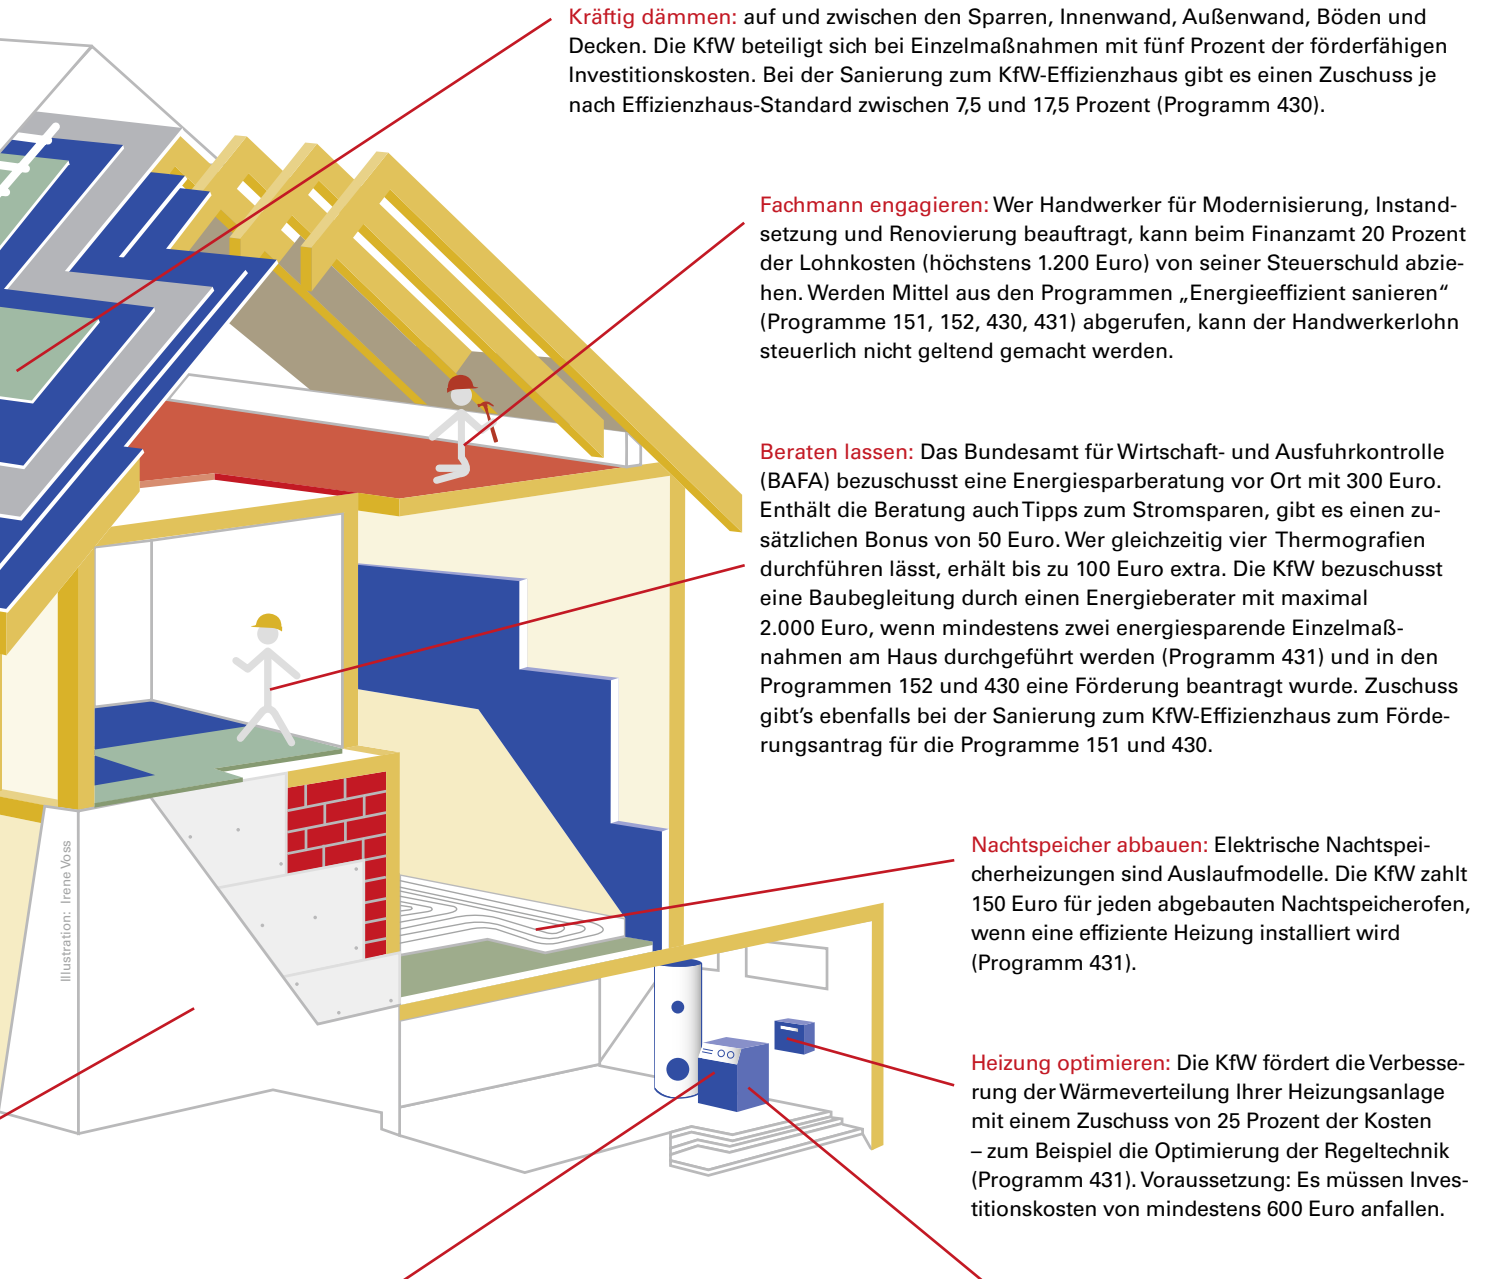 Kräftig dämmen: auf und zwischen den Sparren, Innenwand, Außenwand, Böden und
Decken. Die KfW beteiligt sich bei Einzelmaßnahmen mit fünf Prozent der förderfähigen
Investitionskosten. Bei der Sanierung zum KfW-Effizienzhaus gibt es einen Zuschuss je
nach Effizienzhaus-Standard zwischen 7,5 und 17,5 Prozent (Programm 430).
Fachmann engagieren: Wer Handwerker für Modernisierung, Instand-
setzung und Renovierung beauftragt, kann beim Finanzamt 20 Prozent
der Lohnkosten (höchstens 1.200 Euro) von seiner Steuerschuld abzie-
hen. Werden Mittel aus den Programmen „Energieeffizient sanieren“
(Programme 151, 152, 430, 431) abgerufen, kann der Handwerkerlohn
steuerlich nicht geltend gemacht werden.
Beraten lassen: Das Bundesamt für Wirtschaft- und Ausfuhrkontrolle
(BAFA) bezuschusst eine Energiesparberatung vor Ort mit 300 Euro.
Enthält die Beratung auch Tipps zum Stromsparen, gibt es einen zu-
sätzlichen Bonus von 50 Euro. Wer gleichzeitig vier Thermografien
durchführen lässt, erhält bis zu 100 Euro extra. Die KfW bezuschusst
eine Baubegleitung durch einen Energieberater mit maximal
2.000 Euro, wenn mindestens zwei energiesparende Einzelmaß-
nahmen am Haus durchgeführt werden (Programm 431) und in den
Programmen 152 und 430 eine Förderung beantragt wurde. Zuschuss
gibt’s ebenfalls bei der Sanierung zum KfW-Effizienzhaus zum Förde-
rungsantrag für die Programme 151 und 430.
Nachtspeicher abbauen: Elektrische Nachtspei-
cherheizungen sind Auslaufmodelle. Die KfW zahlt
150 Euro für jeden abgebauten Nachtspeicherofen,
wenn eine effiziente Heizung installiert wird
(Programm 431).
Heizung optimieren: Die KfW fördert die Verbesse-
rung der Wärmeverteilung Ihrer Heizungsanlage
mit einem Zuschuss von 25 Prozent der Kosten
– zum Beispiel die Optimierung der Regeltechnik
(Programm 431). Voraussetzung: Es müssen Inves-
titionskosten von mindestens 600 Euro anfallen.
Illustration: Irene Voss